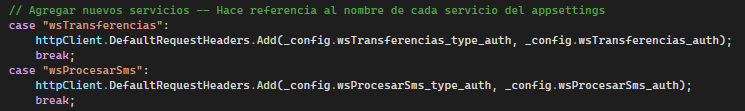 // Agregar nuevos servicios -- Hace referencia al nombre de cada servicio del appsettings
case "wsTransferencias":
    httpClient.DefaultRequestHeaders.Add(_config.wsTransferencias_type_auth, _config.wsTransferencias_auth);
    break;
case "wsProcesarSms":
    httpClient.DefaultRequestHeaders.Add(_config.wsProcesarSms_type_auth, _config.wsProcesarSms_auth);
    break;